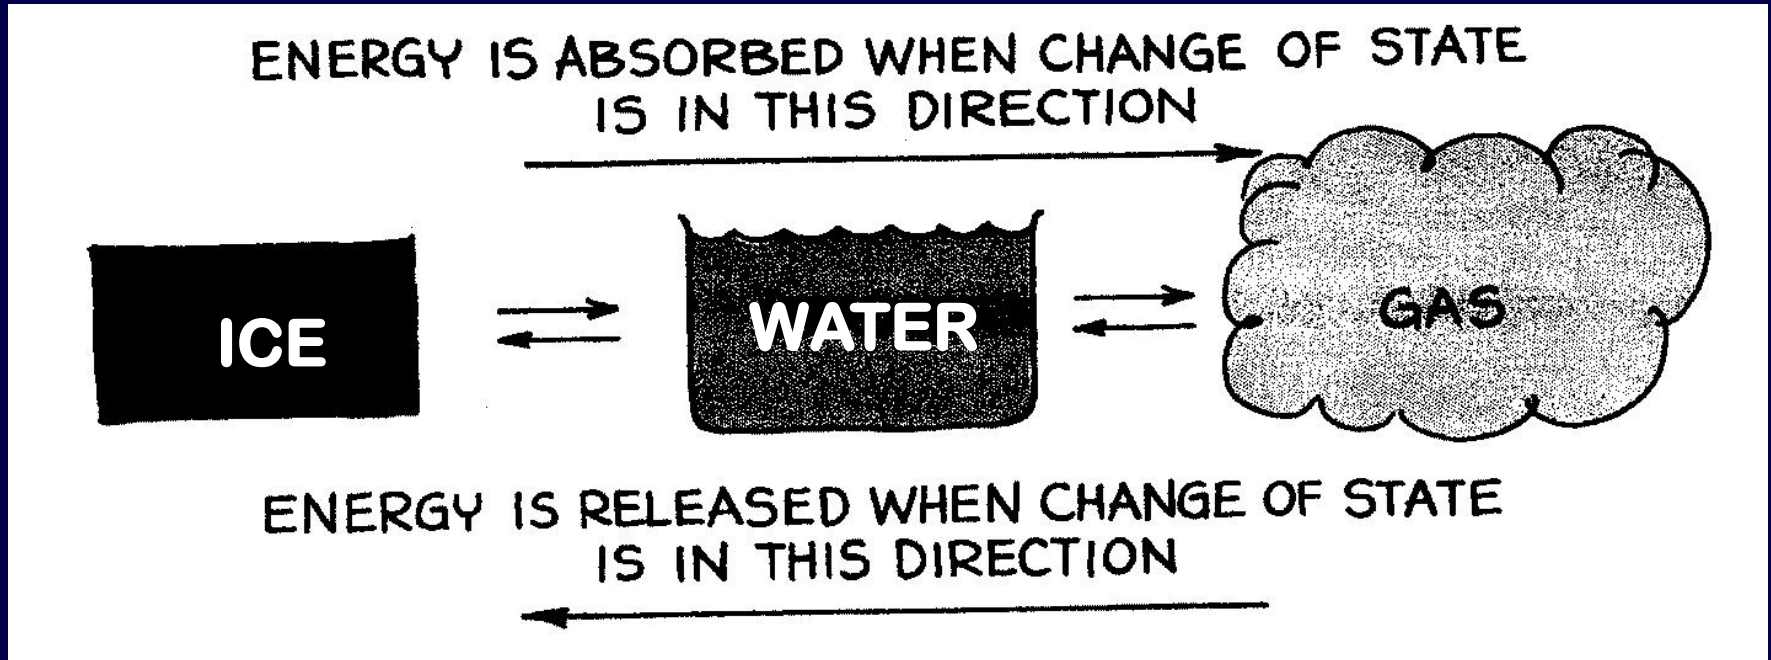 ENERGY IS ABSORBED WHEN CHANGE OF STATE
IS IN THIS DIRECTION
ICE
WATER
GAS
ENERGY IS RELEASED WHEN CHANGE OF STATE
IS IN THIS DIRECTION